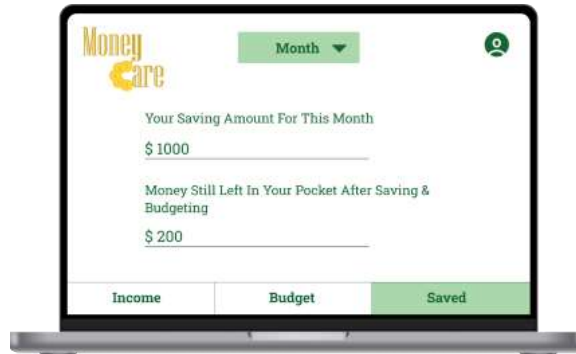 Money
Care
Month
Your Saving Amount For This Month
$ 1000
Money Still Left In Your Pocket After Saving &
Budgeting
$ 200
Income
Budget
Saved